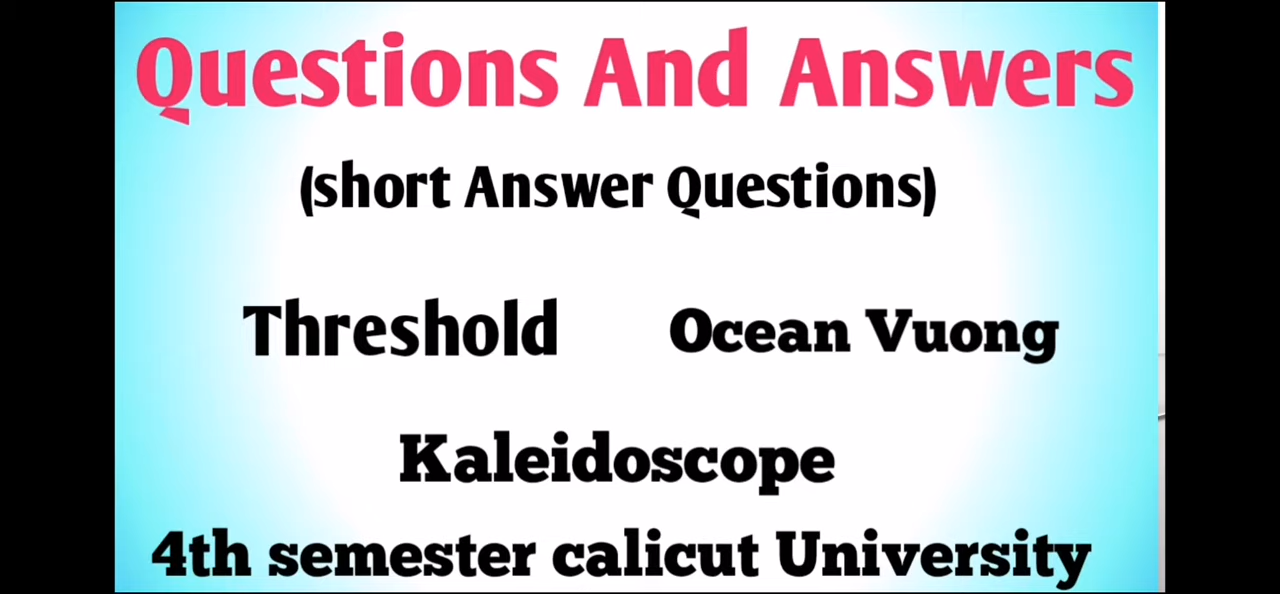 Questions And Answers
(short Answer Questions)
Threshold Ocean Vuong
Kaleidoscope
4th semester calicut University